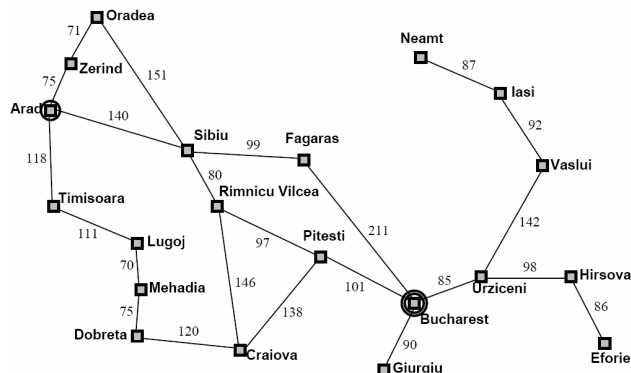 Oradea
71
Neamt
Zerind
87
75
151
Iasi
Arad
140
92
Sibiu
Fagaras
99
118
80
Vaslui
Timisoara
Rimnicu Vilcea
142
111
Lugoj
97
Pitesti
211
70
146
101
85
98
Hirsova
Mehadia
Urziceni
75
138
86
Bucharest
Dobreta
120
90
Craiova
Eforie
Giurgiu